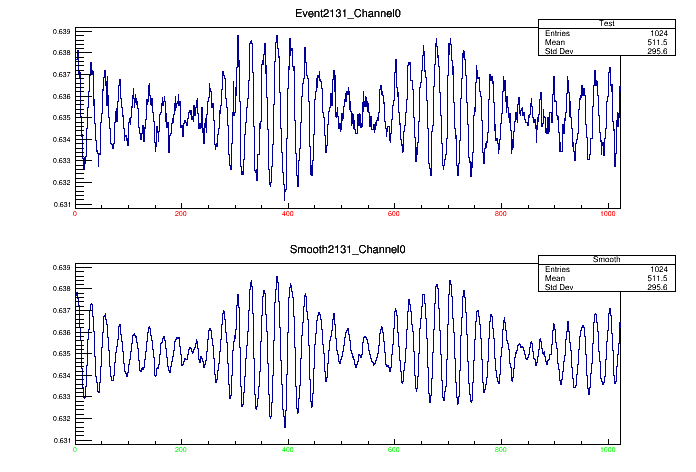 Event2131_Channel0
Test
Entries 1024
Mean 511.5
Std Dev 295.6
0.639
0.638
0.637
0.636
0.635
0.634
0.633
0.632
0.631
0 200 400 600 800 1000
Smooth2131_Channel0
Smooth
Entries 1024
Mean 511.5
Std Dev 295.6
0.639
0.638
0.637
0.636
0.635
0.634
0.633
0.632
0.631
0 200 400 600 800 1000